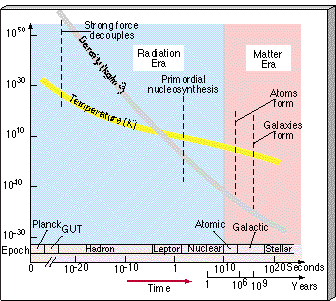 10^50
Strong force
decouples
Radiation
Era
Matter
Era
Density (kg/m^3)
Primordial
nucleosynthesis
10^30
Atoms
form
Temperature (K)
Galaxies
form
10^10
10^40
10^-30
Epoch
Planck
GUT
Hadron
Lepton
Nuclear
Atomic
Galactic
Stellar
0 10^-20 10^-10 1 10^10 10^20 Seconds
Time
1 10^6 10^9 Years